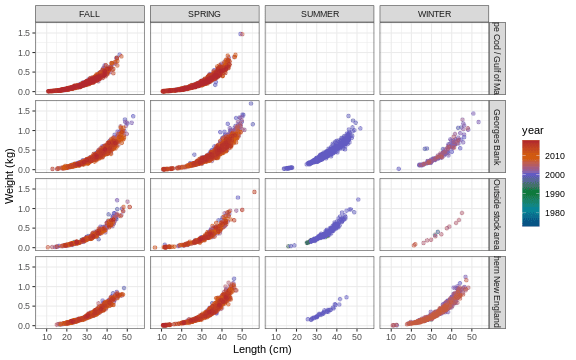 FALL SPRING SUMMER WINTER
1.5
1.0
0.5
0.0
pe Cod / Gulf of Ma
1.5
1.0
0.5
0.0
Georges Bank
1.5
1.0
0.5
0.0
Outside stock area
1.5
1.0
0.5
0.0
hern New England
Weight (kg)
10 20 30 40 50 10 20 30 40 50 10 20 30 40 50 10 20 30 40 50
Length (cm)
year
2010
2000
1990
1980